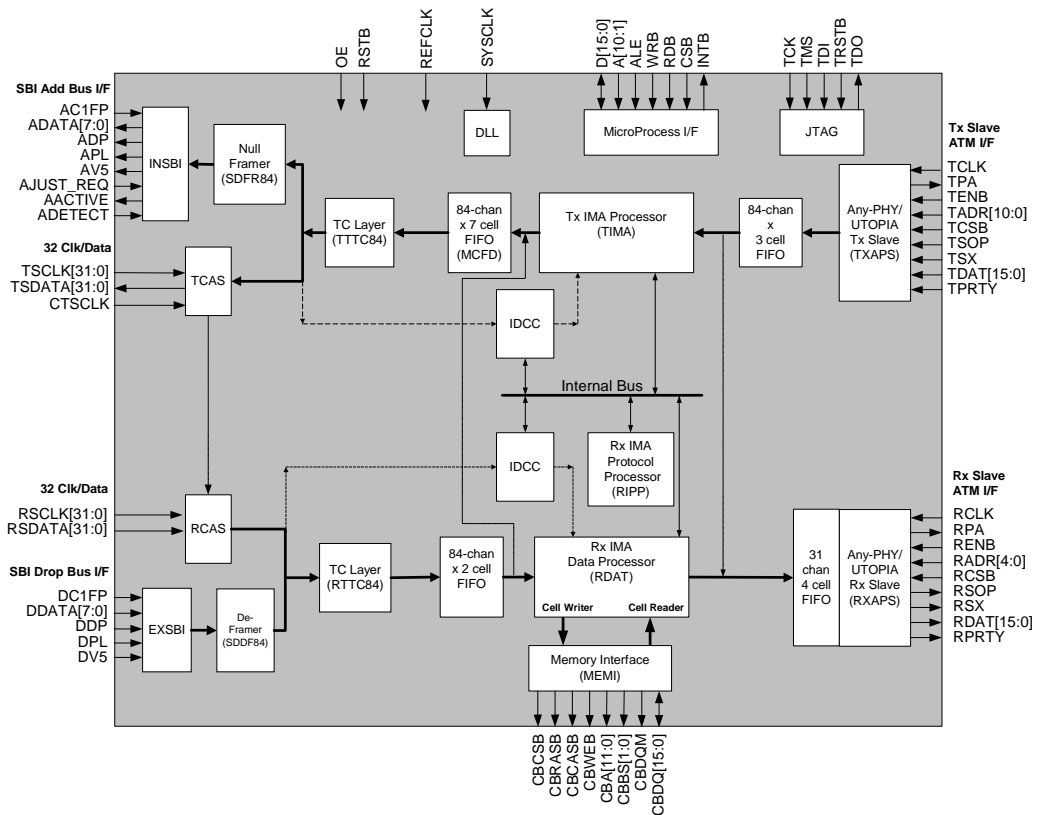 OE
RSTB
REFCLK
SYSCLK
D[15:0]
A[10:1]
ALE
WRB
RDB
CSB
INTB
TCK
TMS
TDI
TRSTB
TDO
SBI Add Bus I/F
AC1FP
ADATA[7:0]
ADP
APL
AV5
AJUST_REQ
AACTIVE
ADETECT
INSBI
Null
Framer
(SDFR84)
DLL
MicroProcess I/F
JTAG
Tx Slave
ATM I/F
TCLK
TPA
TENB
TADR[10:0]
TCSB
TSOP
TSX
TDAT[15:0]
TPRTY
TC Layer
(TTTC84)
84-chan
x 7 cell
FIFO
(MCFD)
Tx IMA Processor
(TIMA)
84-chan
x
3 cell
FIFO
Any-PHY/
UTOPIA
Tx Slave
(TXAPS)
32 Clk/Data
TSCLK[31:0]
TSDATA[31:0]
CTSCLK
TCAS
IDCC
Internal Bus
IDCC
Rx IMA
Protocol
Processor
(RIPP)
32 Clk/Data
RSCLK[31:0]
RSDATA[31:0]
RCAS
SBI Drop Bus I/F
DC1FP
DDATA[7:0]
DDP
DPL
DV5
EXSBI
De-
Framer
(SDDF84)
TC Layer
(RTTC84)
84-chan
x 2 cell
FIFO
Rx IMA
Data Processor
(RDAT)
Cell Writer
Cell Reader
Memory Interface
(MEMI)
31
chan
4 cell
FIFO
Any-PHY/
UTOPIA
Rx Slave
(RXAPS)
Rx Slave
ATM I/F
RCLK
RPA
RENB
RADR[4:0]
RCSB
RSOP
RSX
RDAT[15:0]
RPRTY
CBCSB
CBRASB
CBCASB
CBWEB
CBA[11:0]
CBBS[1:0]
CBDQM
CBDQ[15:0]